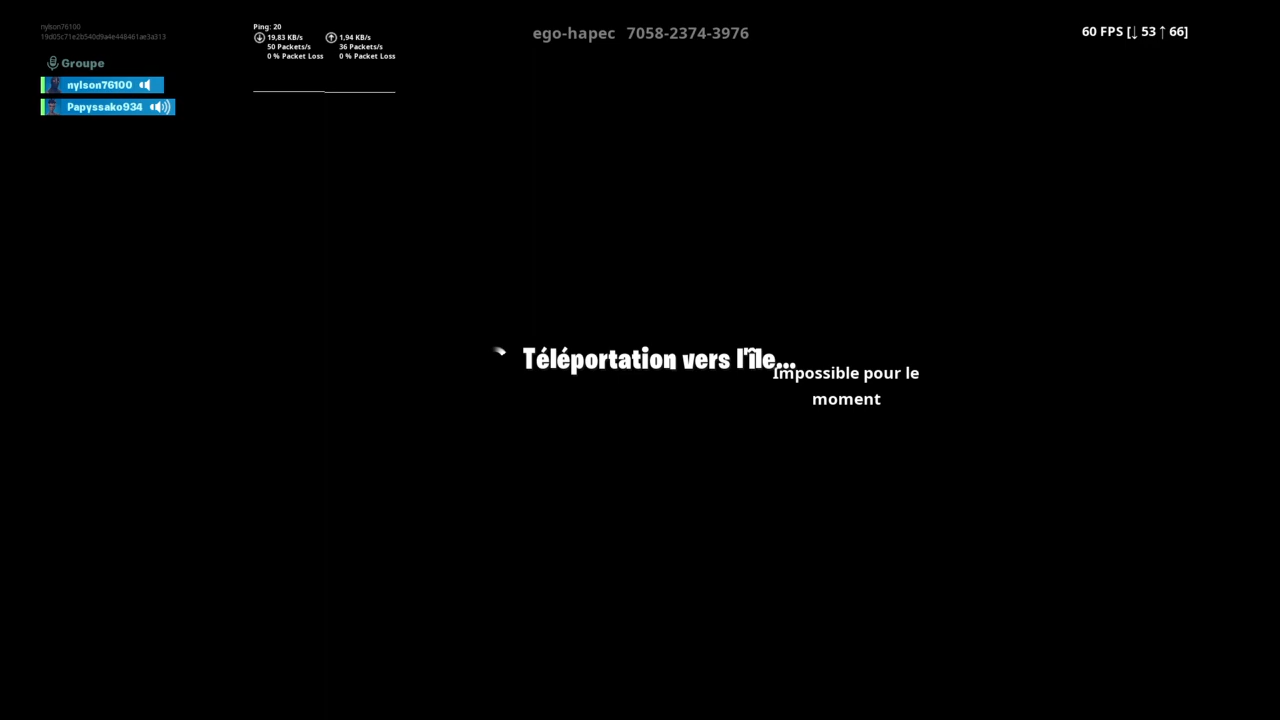 nylson76100
19d05c71e2b540d9a4e448461ae3a313
Groupe
nylson76100
Papyssako934
Ping: 20
19,83 KB/s
50 Packets/s
0 % Packet Loss
1,94 KB/s
36 Packets/s
0 % Packet Loss
ego-hapec 7058-2374-3976
60 FPS [↓ 53 ↑ 66]
Téléportation vers l'île...
Impossible pour le
moment